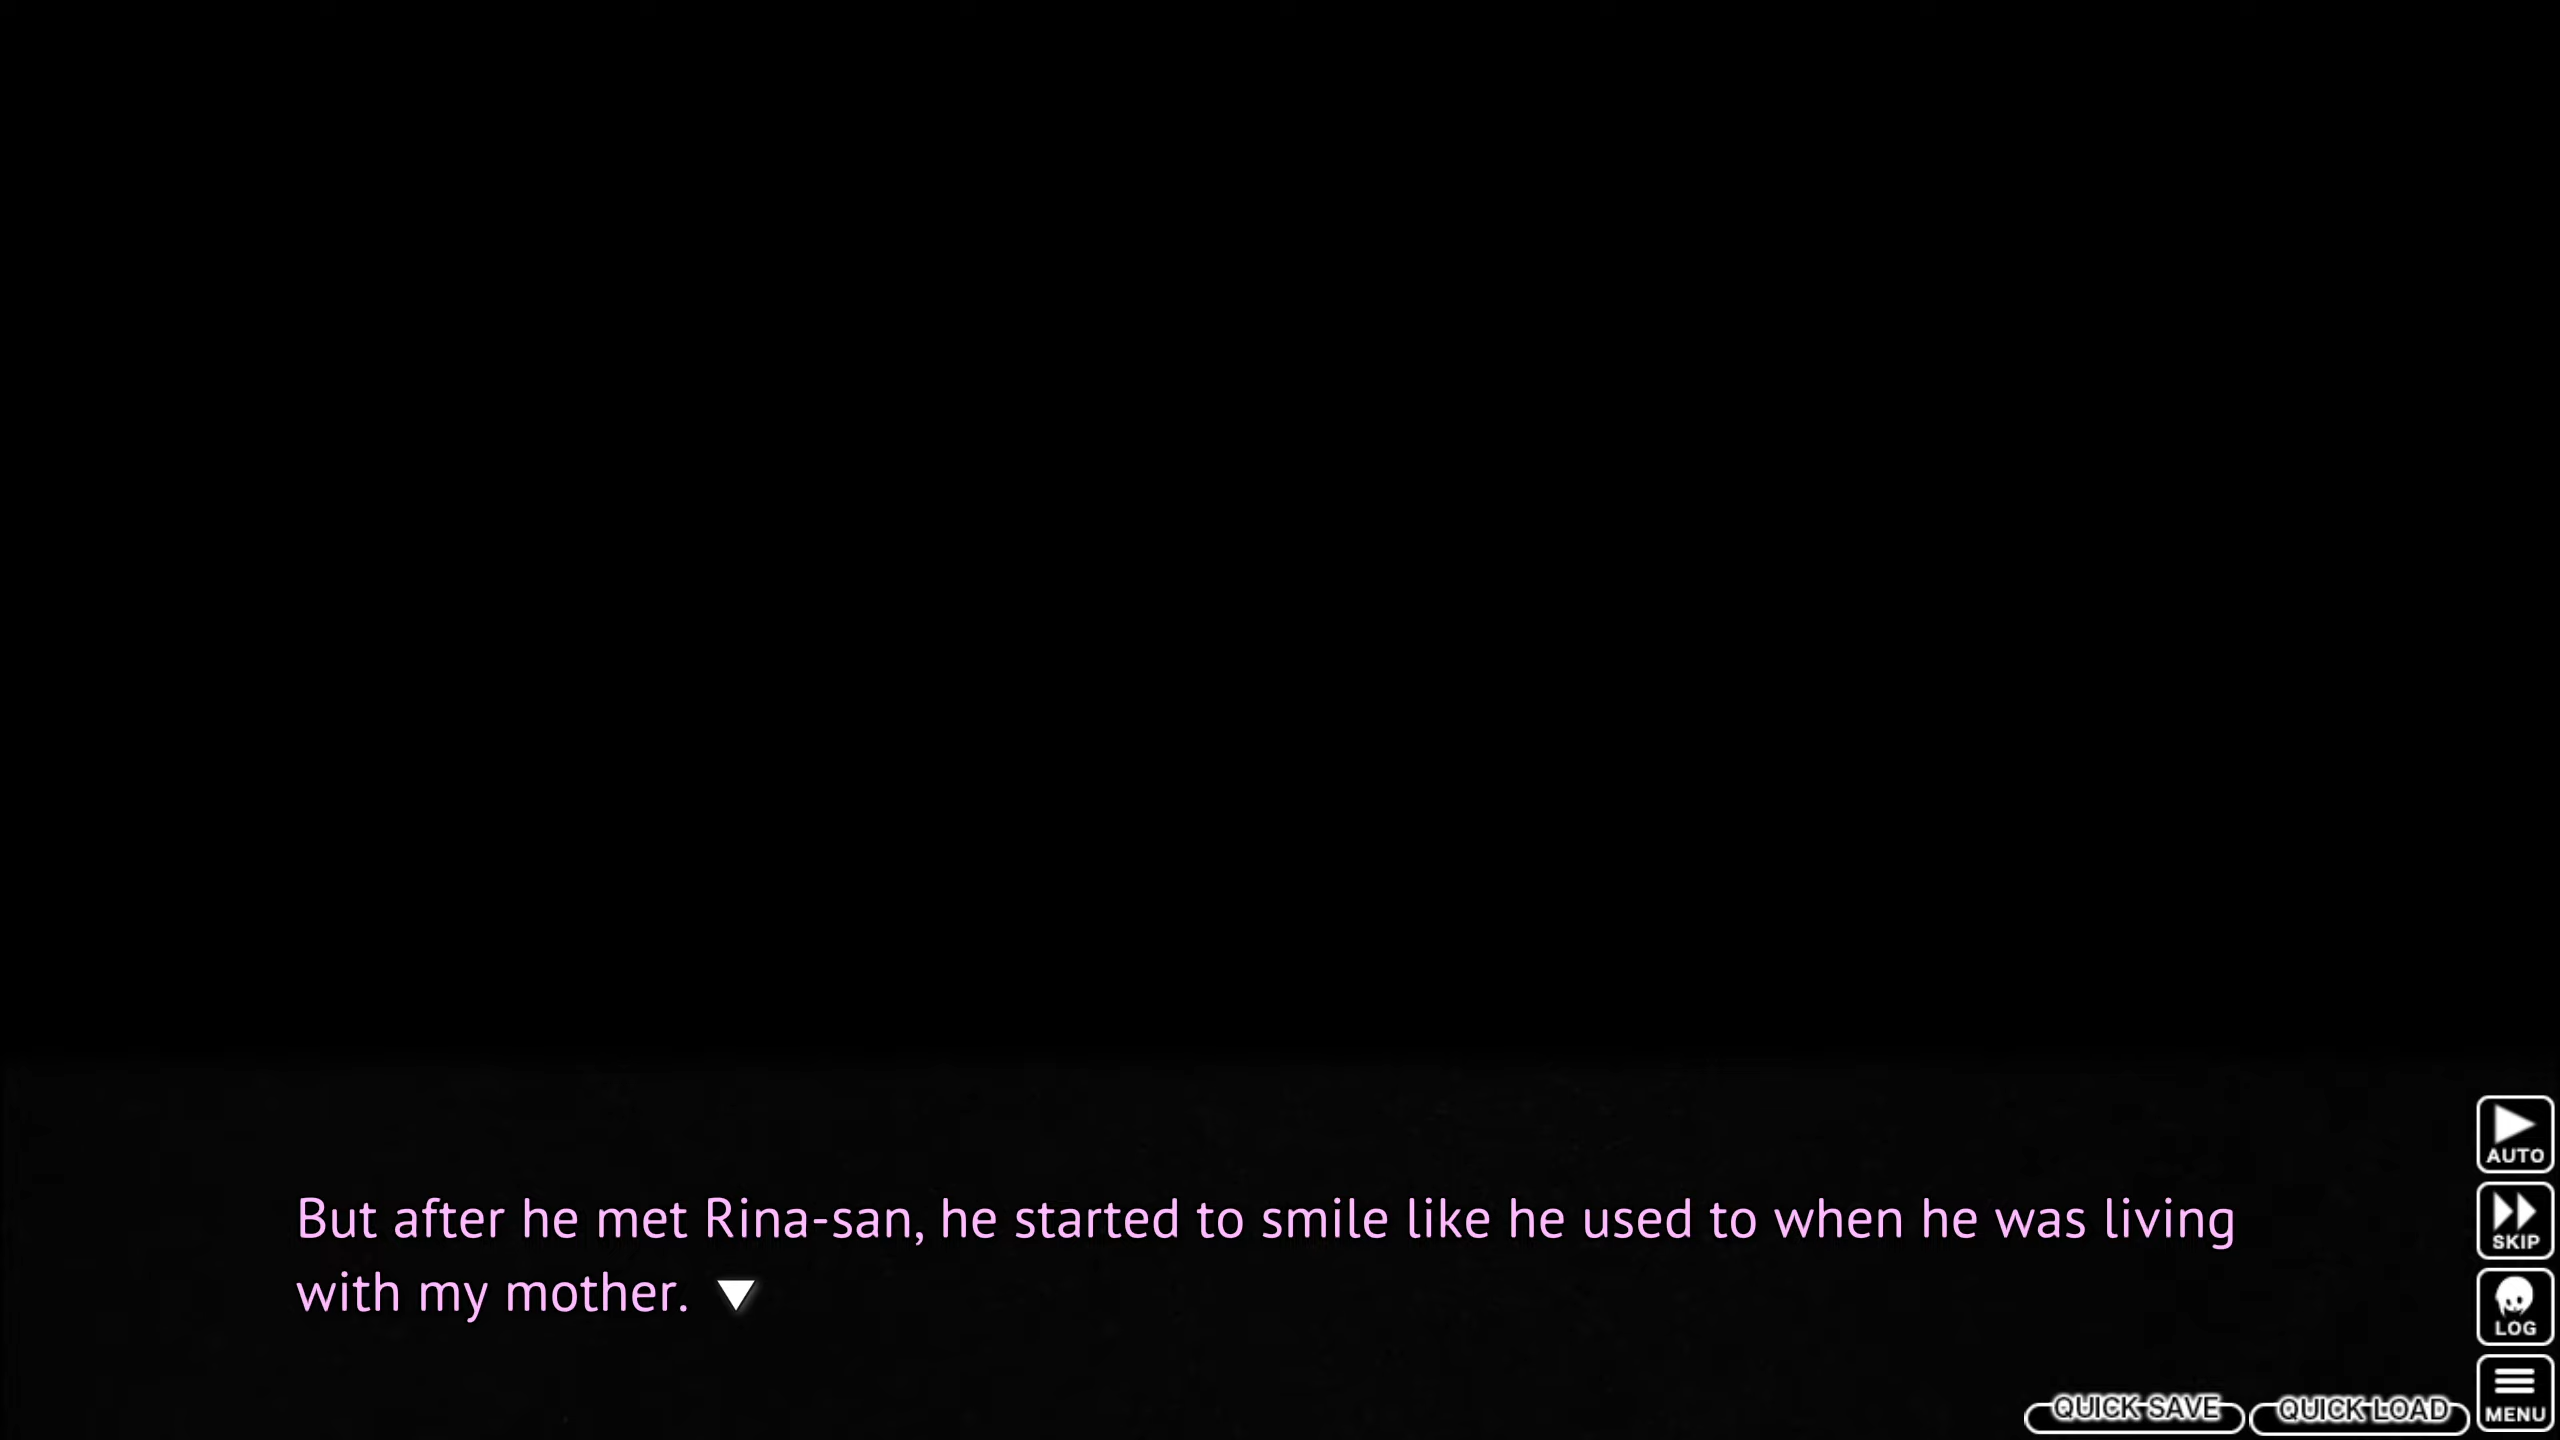 But after he met Rina-san, he started to smile like he used to when he was living
with my mother.
AUTO
SKIP
LOG
MENU
QUICK SAVE
QUICK LOAD